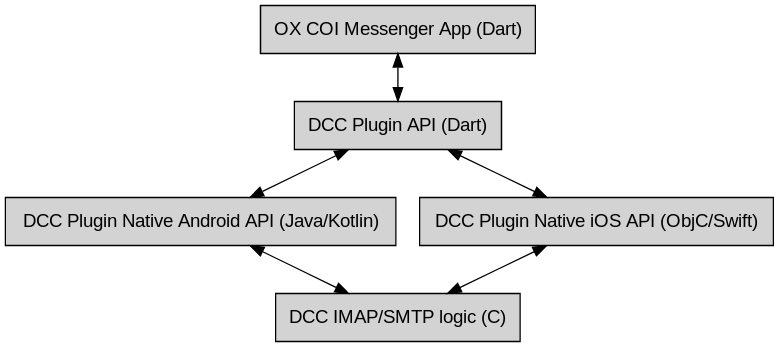 OX COI Messenger App (Dart)
DCC Plugin API (Dart)
DCC Plugin Native Android API (Java/Kotlin)
DCC Plugin Native iOS API (ObjC/Swift)
DCC IMAP/SMTP logic (C)